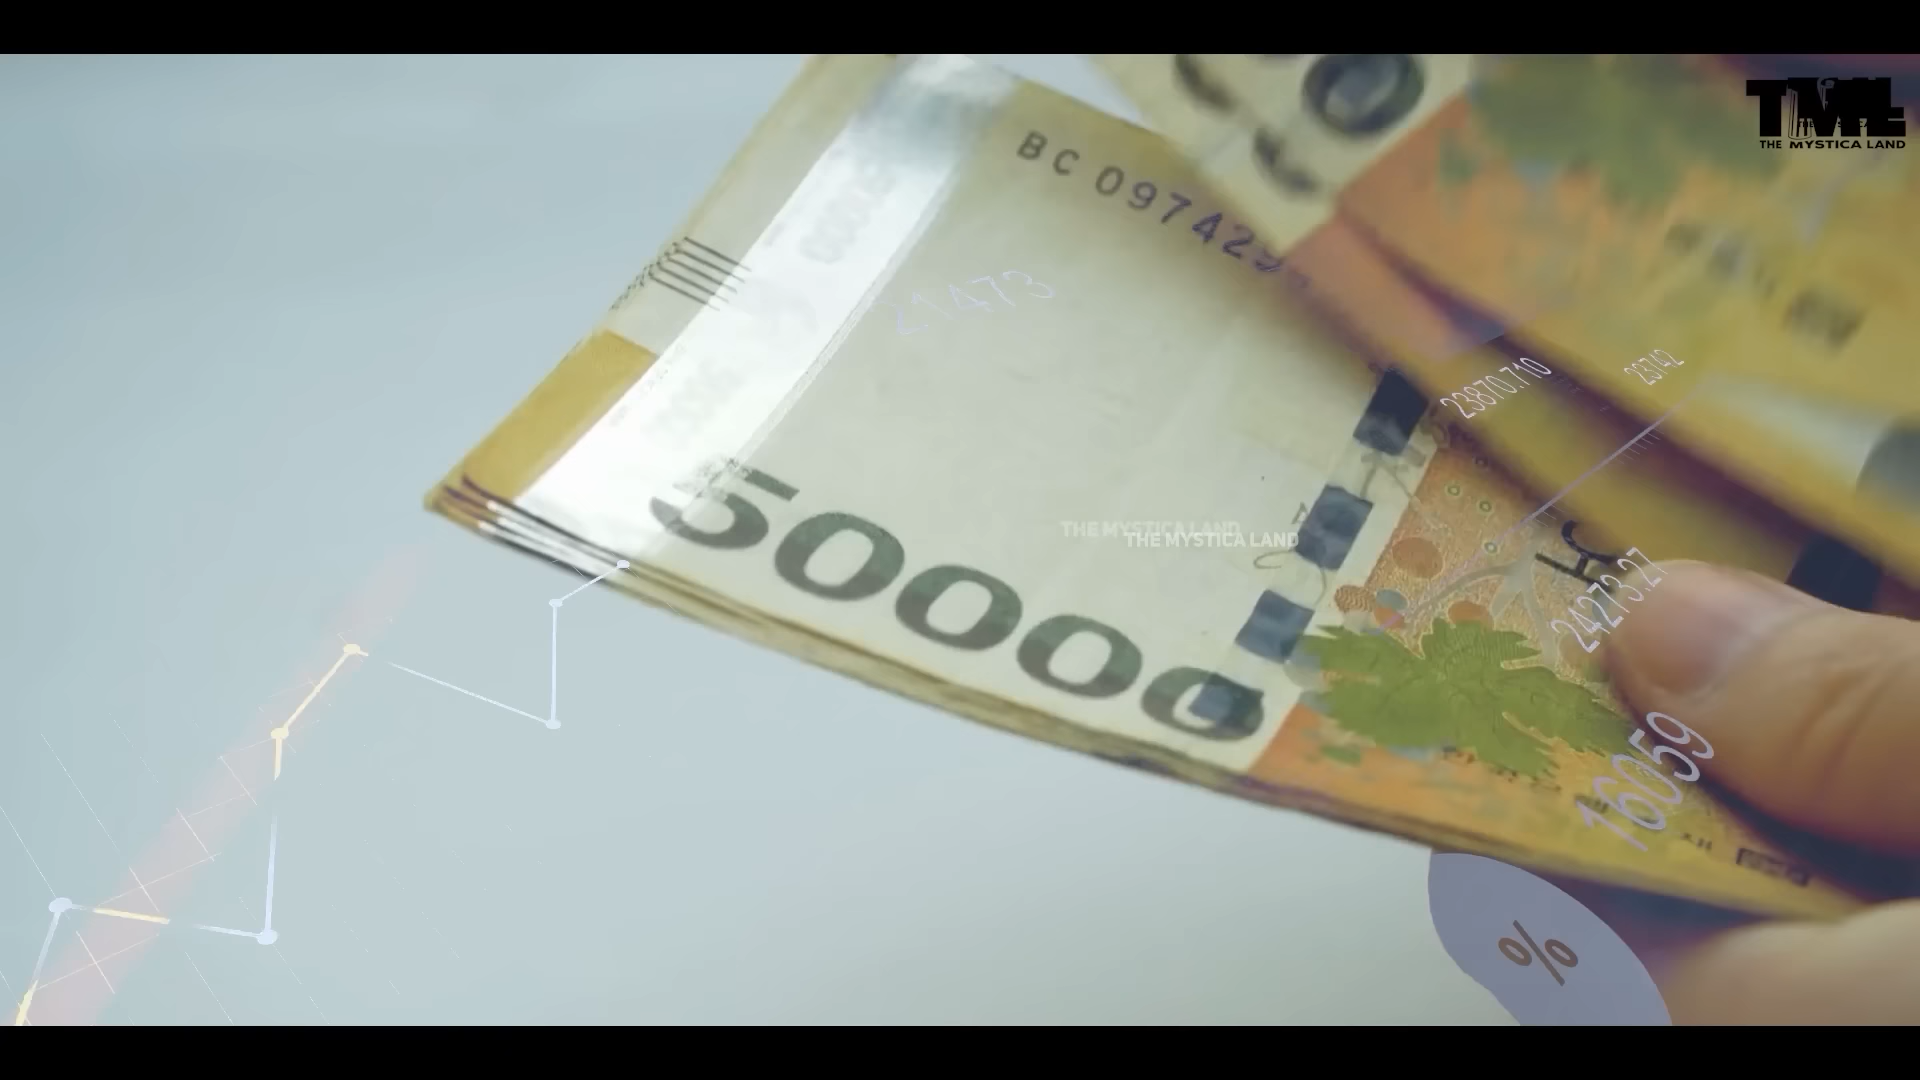 TML
THE MYSTICA LAND
BC 097425
21473
23870.710
23742
50000
THE MYSTICA LAND
THE MYSTICA LAND
24273.27
16059
%